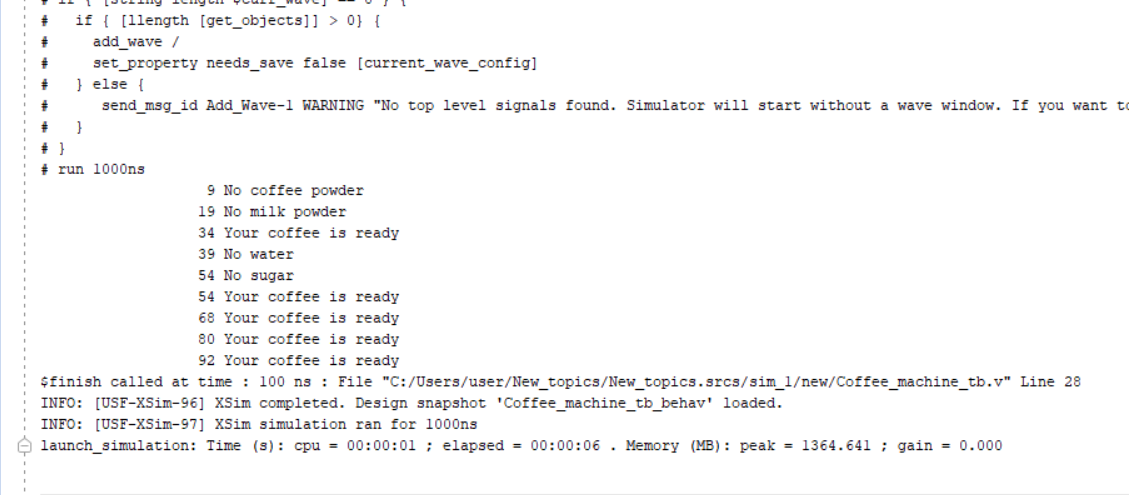 # if { [string length $curr_wave] == 0 } {
#   if { [llength [get_objects]] > 0} {
#     add_wave /
#     set_property needs_save false [current_wave_config]
#   } else {
#      send_msg_id Add_Wave-1 WARNING "No top level signals found. Simulator will start without a wave window. If you want to
#   }
# }
# run 1000ns
9 No coffee powder
19 No milk powder
34 Your coffee is ready
39 No water
54 No sugar
54 Your coffee is ready
68 Your coffee is ready
80 Your coffee is ready
92 Your coffee is ready
$finish called at time : 100 ns : File "C:/Users/user/New_topics/New_topics.srcs/sim_1/new/Coffee_machine_tb.v" Line 28
INFO: [USF-XSim-96] XSim completed. Design snapshot 'Coffee_machine_tb_behav' loaded.
INFO: [USF-XSim-97] XSim simulation ran for 1000ns
launch_simulation: Time (s): cpu = 00:00:01 ; elapsed = 00:00:06 . Memory (MB): peak = 1364.641 ; gain = 0.000